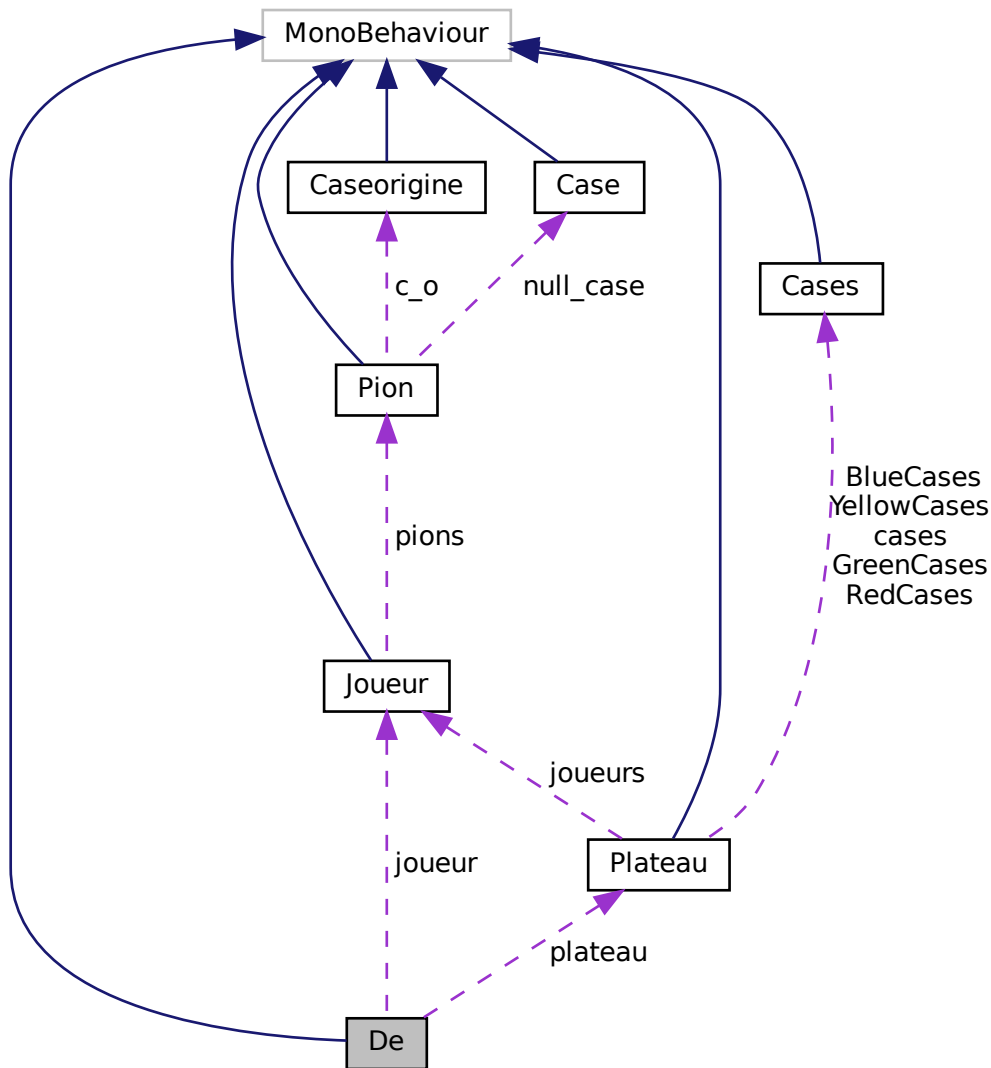 MonoBehaviour
Caseorigine
Case
Cases
c_o
null_case
Pion
BlueCases
YellowCases
cases
GreenCases
RedCases
pions
Joueur
joueurs
joueur
Plateau
plateau
De